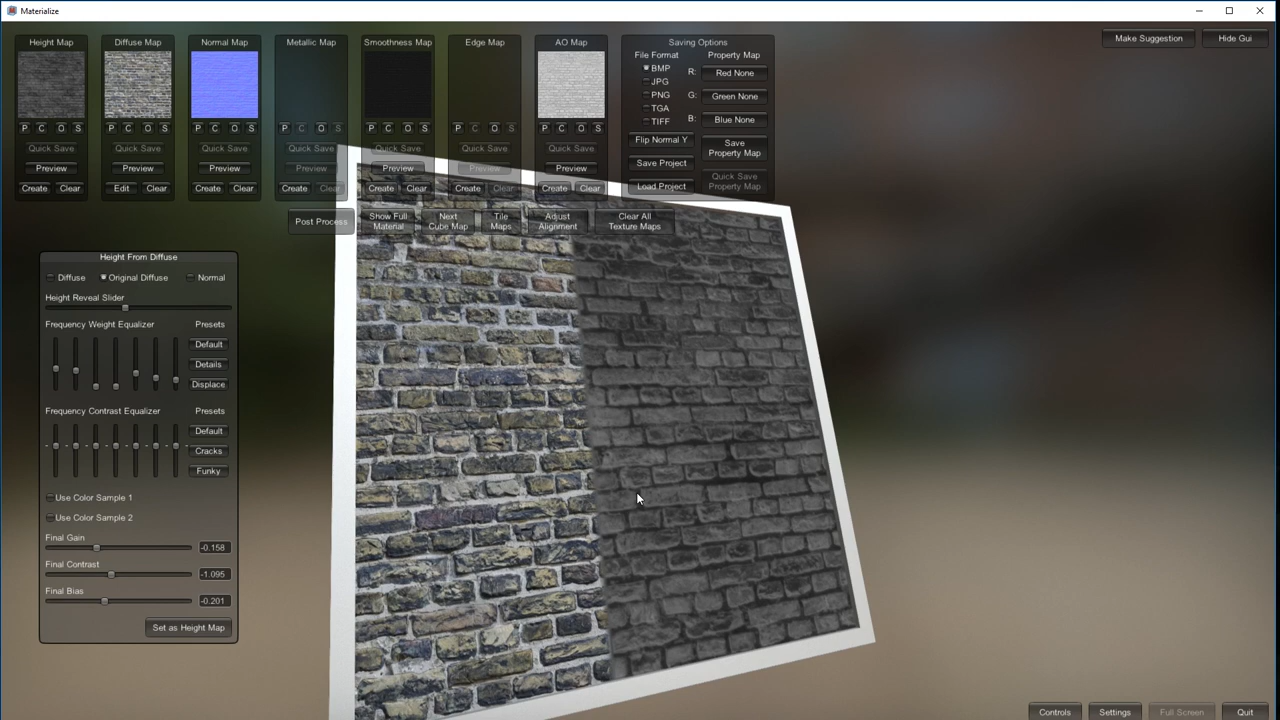 Materialize
Height Map
Diffuse Map
Normal Map
Metallic Map
Smoothness Map
Edge Map
AO Map
Saving Options
Make Suggestion
Hide Gui
File Format
Property Map
BMP
JPG
PNG
TGA
TIFF
R: Red None
G: Green None
B: Blue None
P C O S
P C O S
P C O S
P C O S
P C O S
P C O S
P C O S
Quick Save
Quick Save
Quick Save
Quick Save
Quick Save
Quick Save
Quick Save
Flip Normal Y
Save
Property Map
Preview
Preview
Preview
Preview
Preview
Preview
Preview
Save Project
Create Clear
Edit Clear
Create Clear
Create Clear
Create Clear
Create Clear
Create Clear
Load Project
Quick Save
Property Map
Post Process
Show Full
Material
Next
Cube Map
Tile
Maps
Adjust
Alignment
Clear All
Texture Maps
Height From Diffuse
Diffuse Original Diffuse Normal
Height Reveal Slider
Frequency Weight Equalizer
Presets
Default
Details
Displace
Frequency Contrast Equalizer
Presets
Default
Cracks
Funky
Use Color Sample 1
Use Color Sample 2
Final Gain
-0.158
Final Contrast
-1.095
Final Bias
-0.201
Set as Height Map
Controls
Settings
Full Screen
Quit